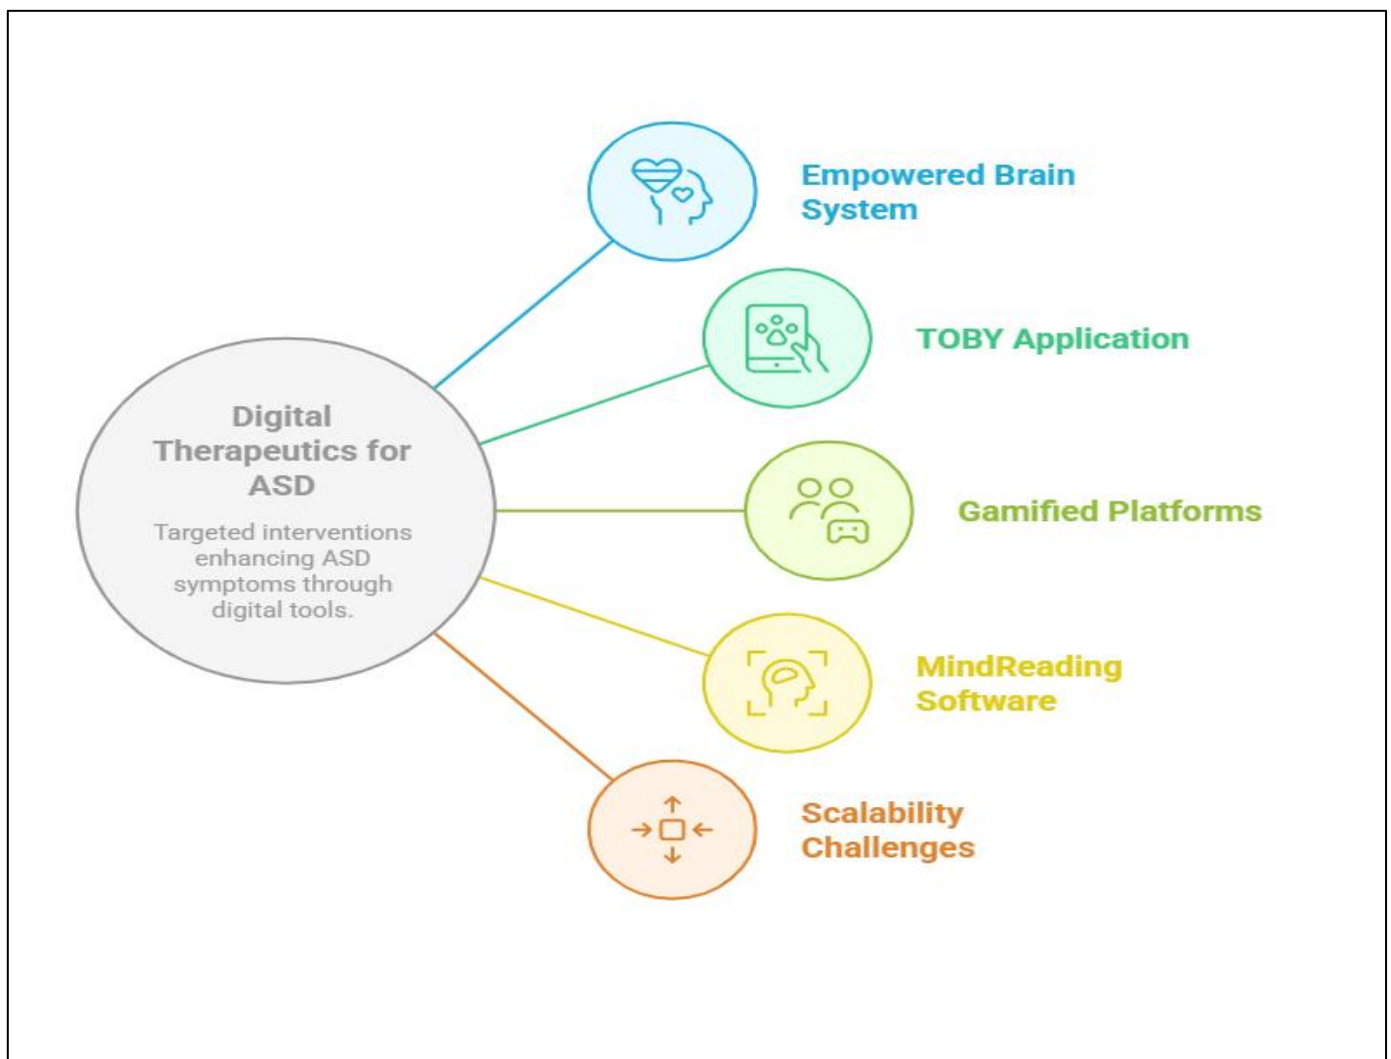 Empowered Brain
System
TOBY Application
Digital
Therapeutics for
ASD
Targeted interventions
enhancing ASD
symptoms through
digital tools.
Gamified Platforms
MindReading
Software
Scalability
Challenges